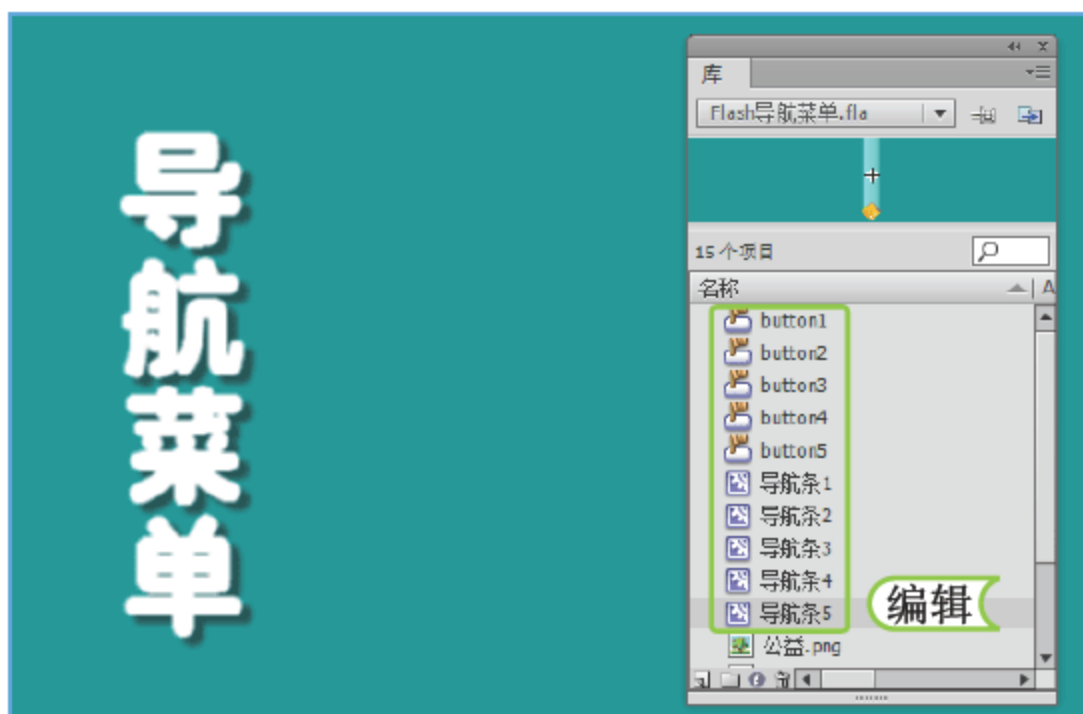 导航菜单
库
Flash导航菜单.fla
15 个项目
名称
A
button1
button2
button3
button4
button5
导航条1
导航条2
导航条3
导航条4
导航条5
编辑
公益.png